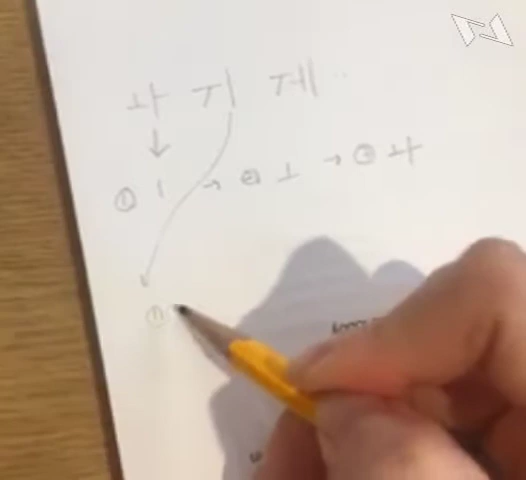 ㅘ ㅟ ㅞ ..
↓
① ㅣ → ② ㅗ → ③ ㅘ
①